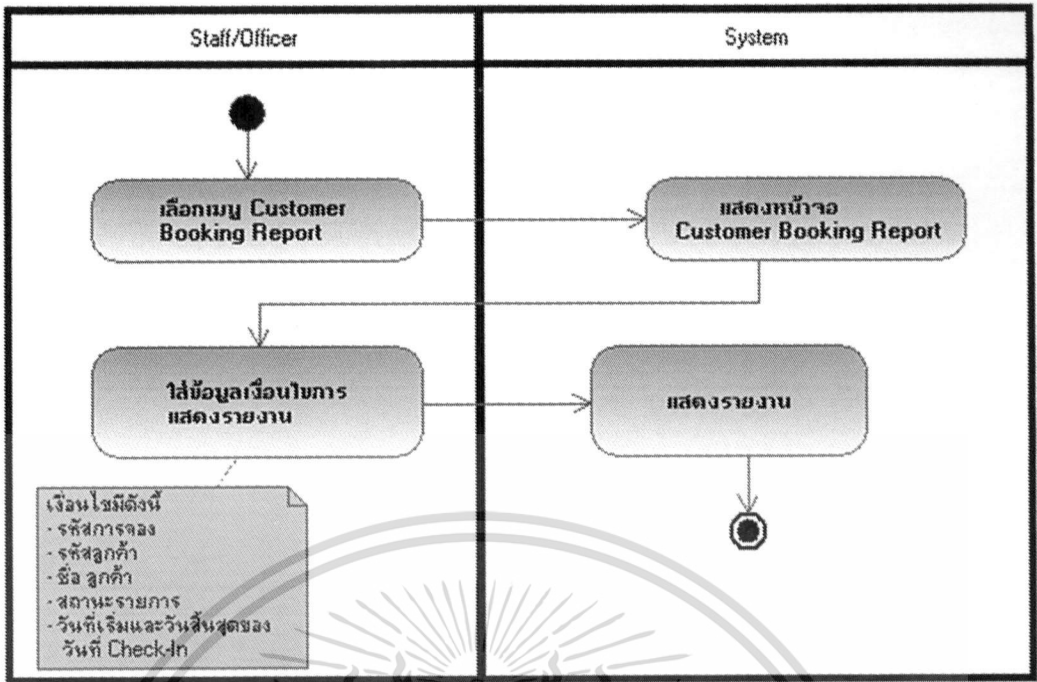 Staff/Officer
System
เลือกเมนู Customer
Booking Report
แสดงหน้าจอ
Customer Booking Report
ใส่ข้อมูลเงื่อนไขการ
แสดงรายงาน
แสดงรายงาน
เงื่อนไขมีดังนี้
- รหัสการจอง
- รหัสลูกค้า
- ชื่อ ลูกค้า
- สถานะรายการ
- วันที่เริ่มและวันสิ้นสุดของ
วันที่ Check-In